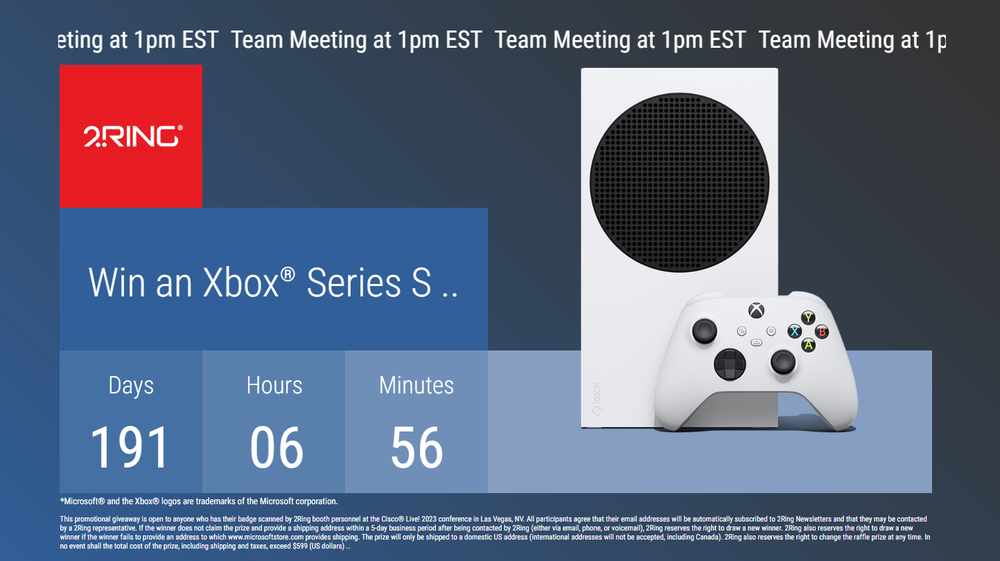 eting at 1pm EST Team Meeting at 1pm EST Team Meeting at 1pm EST Team Meeting at 1p
2RING®
Win an Xbox® Series S ..
Days Hours Minutes
191 06 56
Y
X B
A
XBOX
*Microsoft® and the Xbox® logos are trademarks of the Microsoft corporation.
This promotional giveaway is open to anyone who has their badge scanned by 2Ring booth personnel at the Cisco® Live! 2023 conference in Las Vegas, NV. All participants agree that their email addresses will be automatically subscribed to 2Ring Newsletters and that they may be contacted
by a 2Ring representative. If the winner does not claim the prize and provide a shipping address within a 5-day business period after being contacted by 2Ring (either via email, phone, or voicemail), 2Ring reserves the right to draw a new winner. 2Ring also reserves the right to draw a new
winner if the winner fails to provide an address to which www.microsoftstore.com provides shipping. The prize will only be shipped to a domestic US address (international addresses will not be accepted, including Canada). 2Ring also reserves the right to change the raffle prize at any time. In
no event shall the total cost of the prize, including shipping and taxes, exceed $599 (US dollars) ..